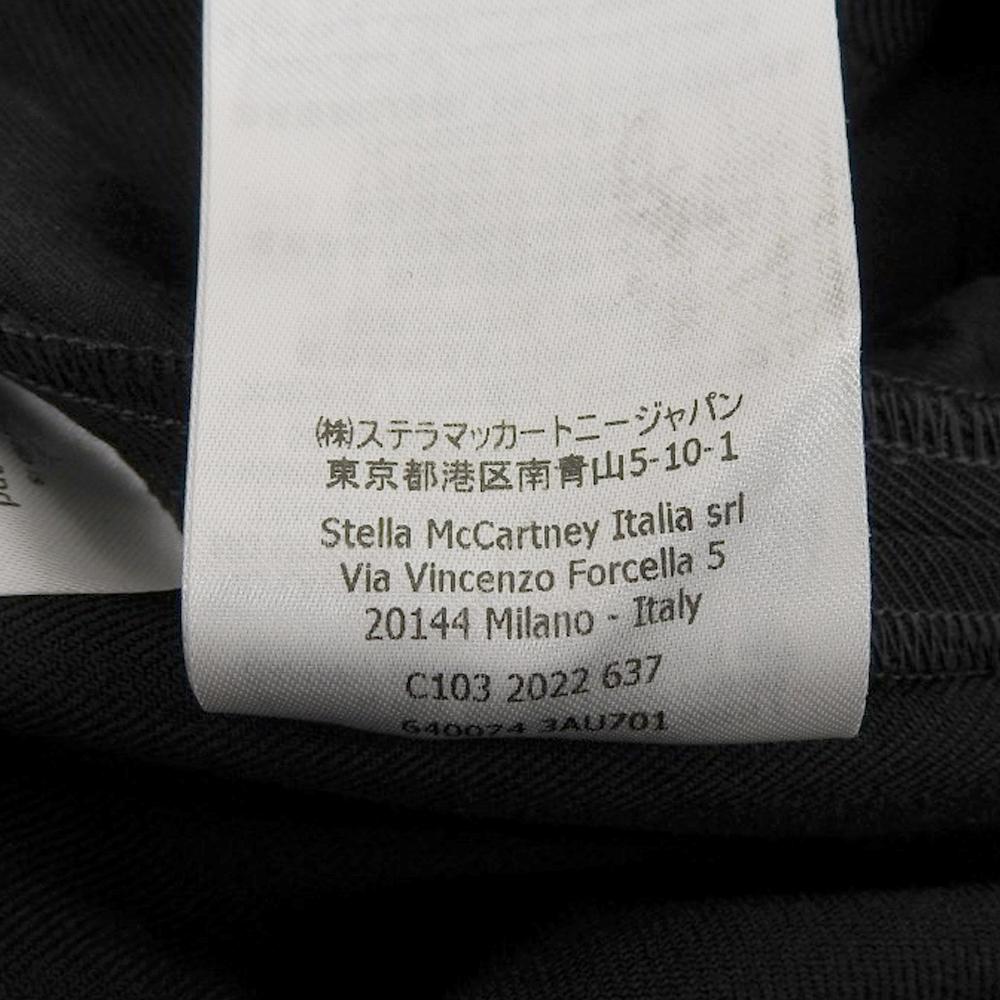 ㈱ステラマッカートニージャパン
東京都港区南青山5-10-1
Stella McCartney Italia srl
Via Vincenzo Forcella 5
20144 Milano - Italy
C103 2022 637
640074 3AU701